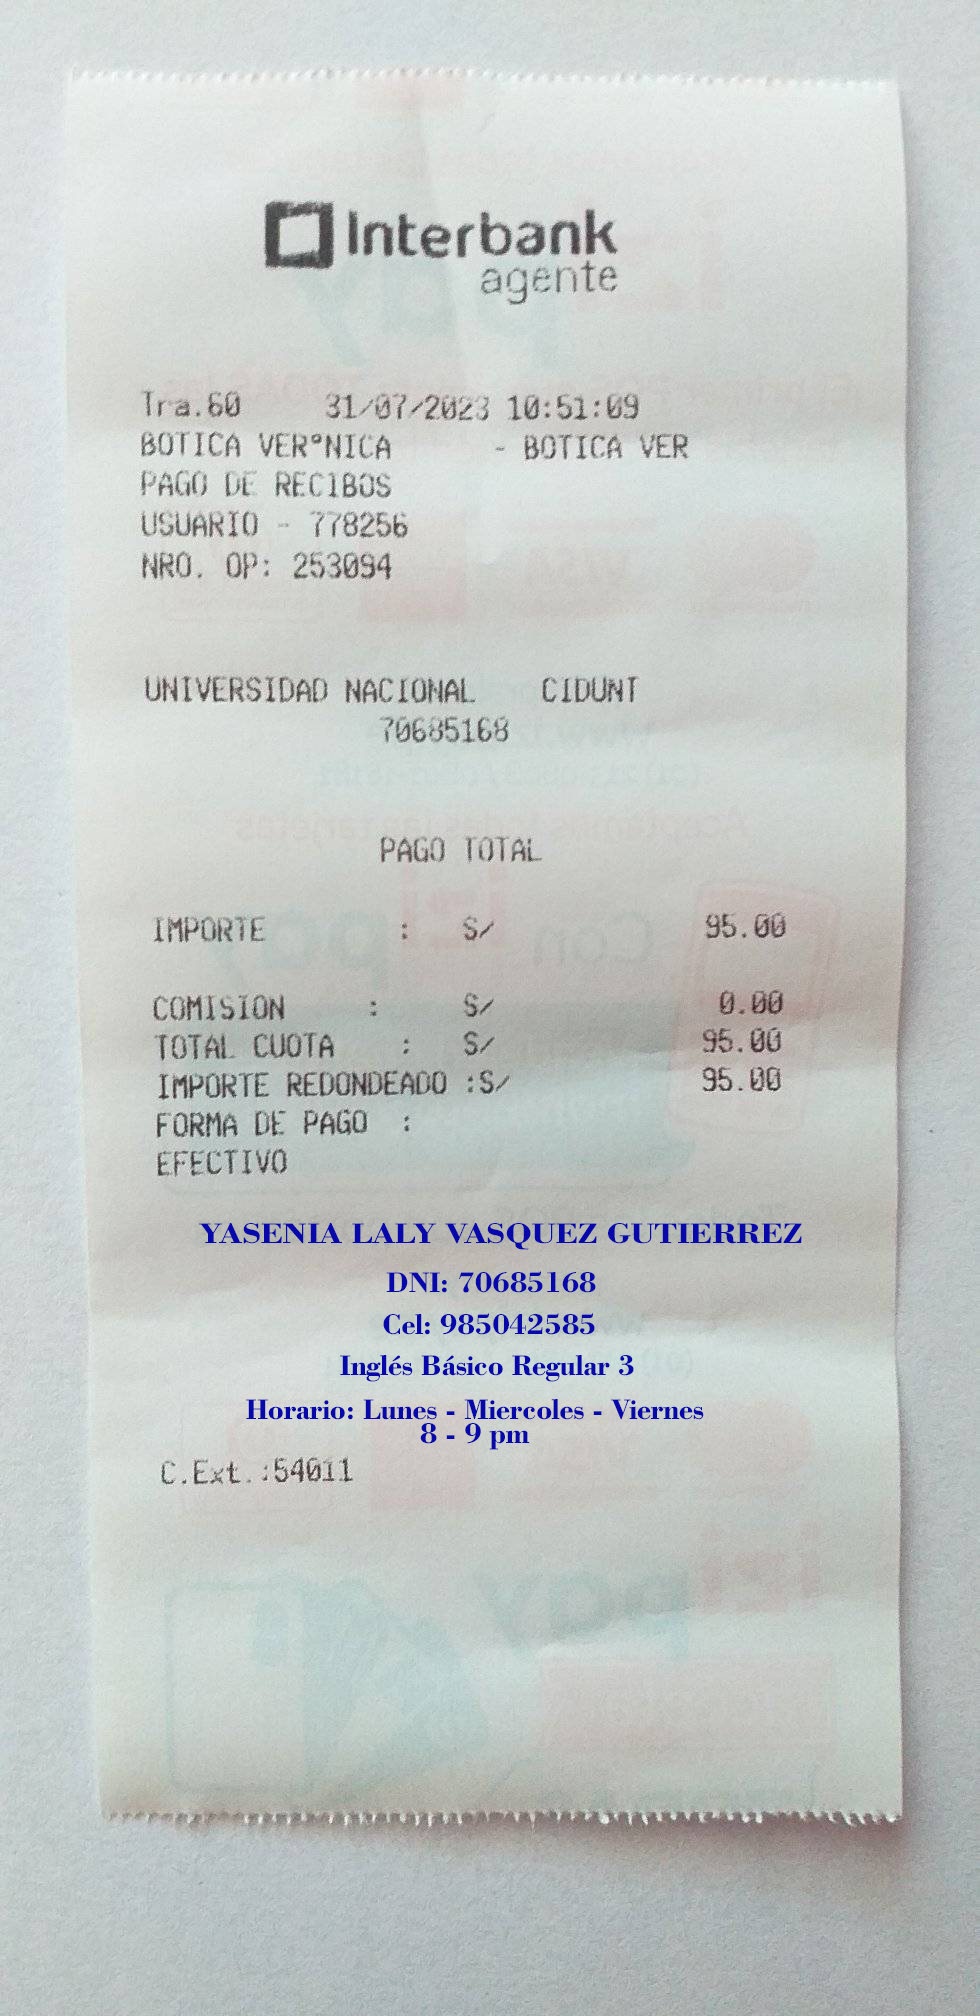 Interbank
agente
Tra.60 31/07/2023 10:51:09
BOTICA VER°NICA - BOTICA VER
PAGO DE RECIBOS
USUARIO - 778256
NRO. OP: 253094
UNIVERSIDAD NACIONAL CIDUNT
70685168
PAGO TOTAL
IMPORTE : S/ 95.00
COMISION : S/ 0.00
TOTAL CUOTA : S/ 95.00
IMPORTE REDONDEADO :S/ 95.00
FORMA DE PAGO :
EFECTIVO
YASENIA LALY VASQUEZ GUTIERREZ
DNI: 70685168
Cel: 985042585
Inglés Básico Regular 3
Horario: Lunes - Miercoles - Viernes
8 - 9 pm
C.Ext.:54011